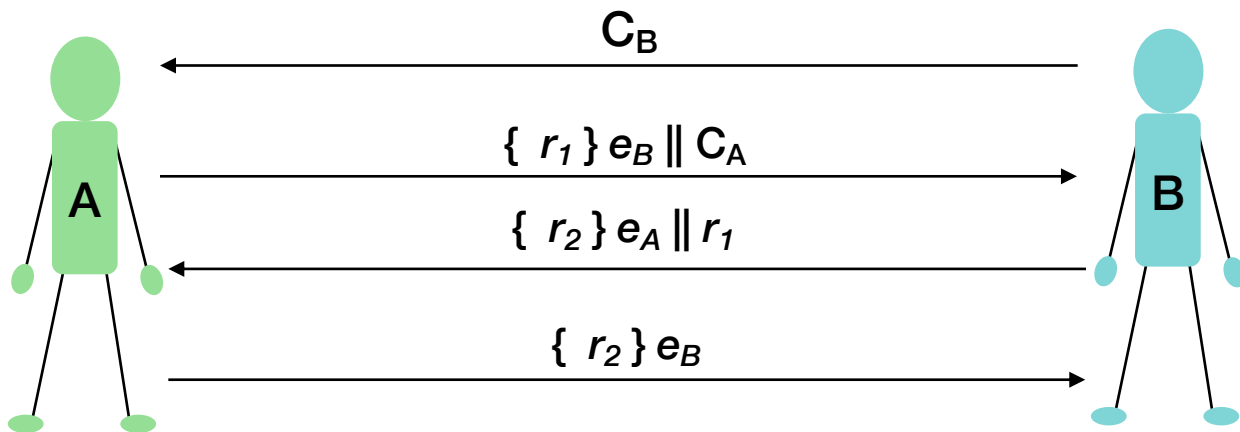 C_B
{ r_1 } e_B ‖ C_A
A
B
{ r_2 } e_A ‖ r_1
{ r_2 } e_B